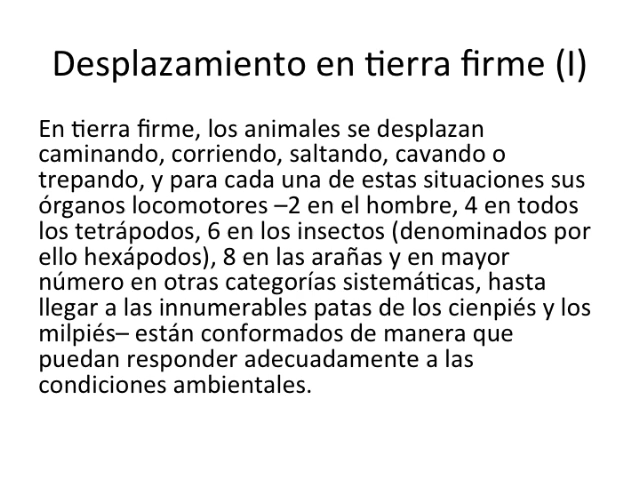 Desplazamiento en tierra firme (I)
En tierra firme, los animales se desplazan
caminando, corriendo, saltando, cavando o
trepando, y para cada una de estas situaciones sus
órganos locomotores –2 en el hombre, 4 en todos
los tetrápodos, 6 en los insectos (denominados por
ello hexápodos), 8 en las arañas y en mayor
número en otras categorías sistemáticas, hasta
llegar a las innumerables patas de los cienpiés y los
milpiés– están conformados de manera que
puedan responder adecuadamente a las
condiciones ambientales.